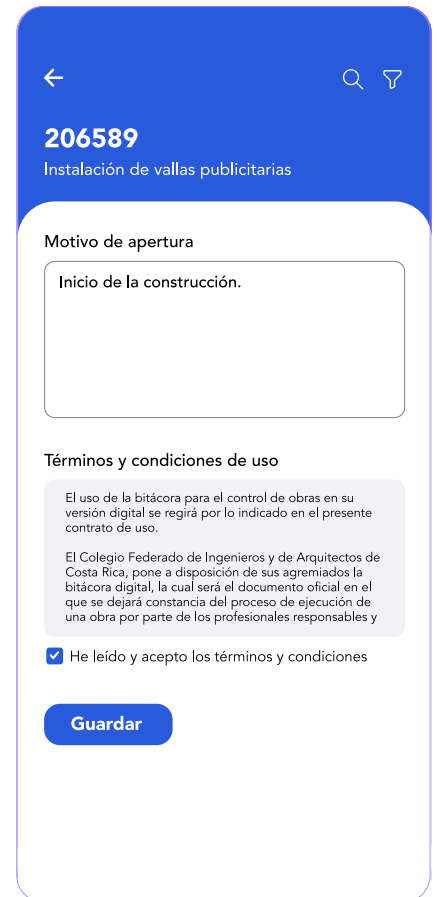 206589
Instalación de vallas publicitarias
Motivo de apertura
Inicio de la construcción.
Términos y condiciones de uso
El uso de la bitácora para el control de obras en su
versión digital se regirá por lo indicado en el presente
contrato de uso.
El Colegio Federado de Ingenieros y de Arquitectos de
Costa Rica, pone a disposición de sus agremiados la
bitácora digital, la cual será el documento oficial en el
que se dejará constancia del proceso de ejecución de
una obra por parte de los profesionales responsables y
He leído y acepto los términos y condiciones
Guardar